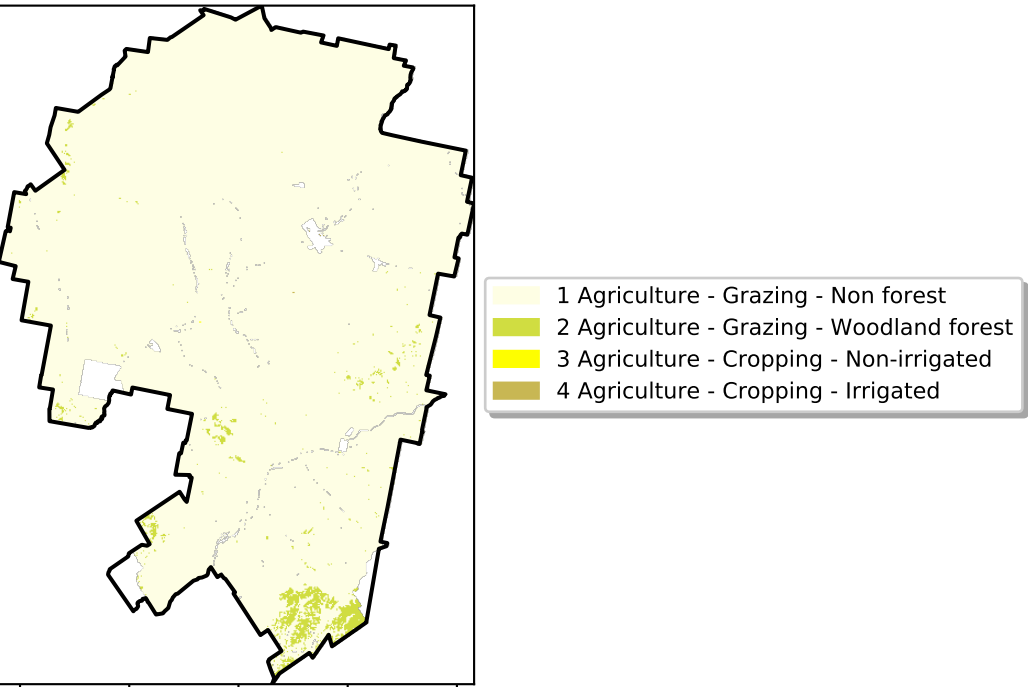 1 Agriculture - Grazing - Non forest
2 Agriculture - Grazing - Woodland forest
3 Agriculture - Cropping - Non-irrigated
4 Agriculture - Cropping - Irrigated